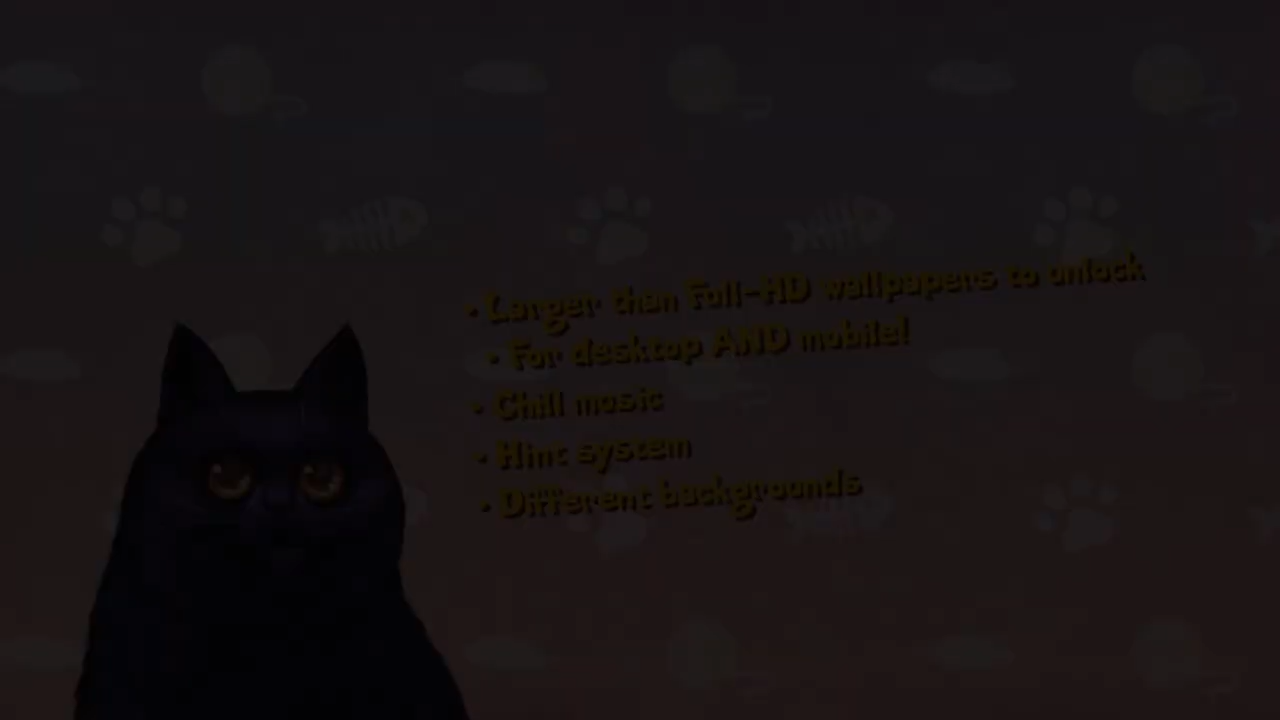 • Larger than Full-HD wallpapers to unlock
• For desktop AND mobile!
• Chill music
• Hint system
• Different backgrounds